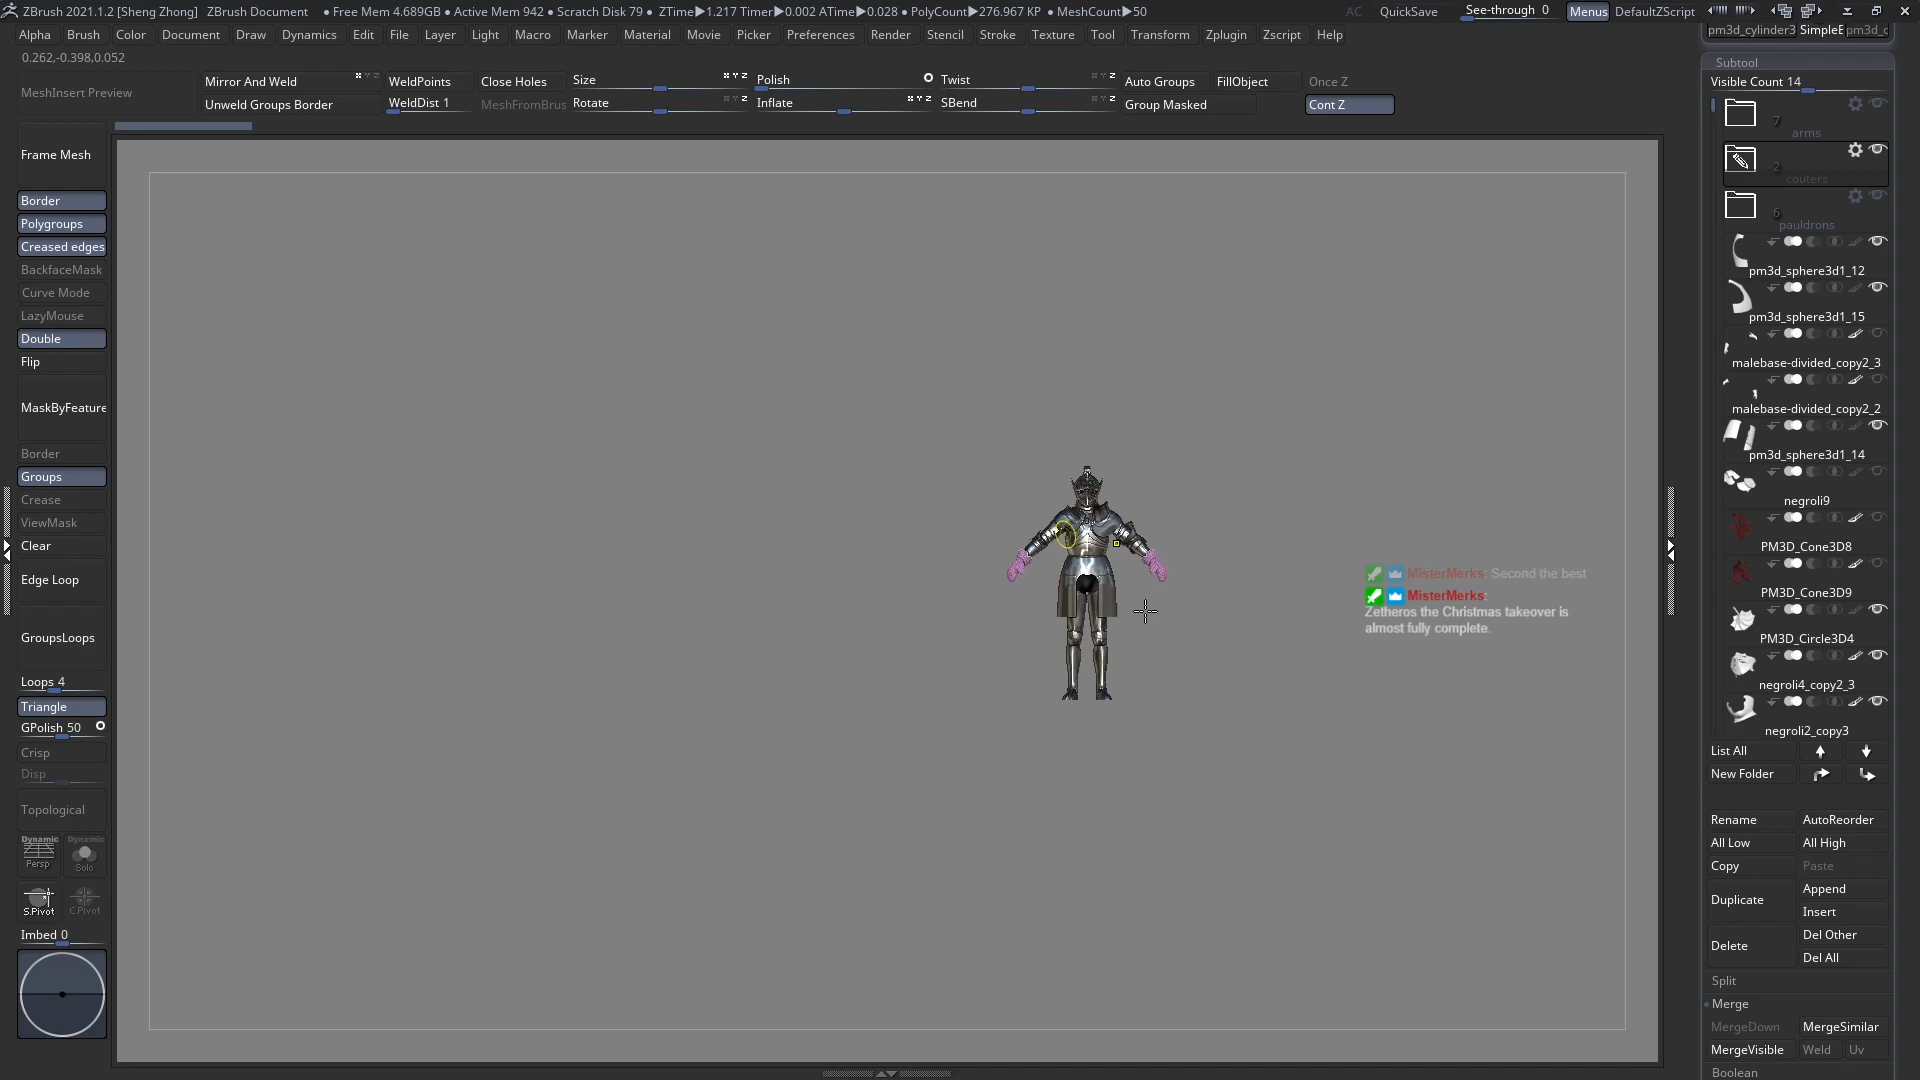 ZBrush 2021.1.2 [Sheng Zhong] ZBrush Document • Free Mem 4.689GB • Active Mem 942 • Scratch Disk 79 • ZTime▶1.217 Timer▶0.002 ATime▶0.028 • PolyCount▶276.967 KP • MeshCount▶50 AC QuickSave See-through 0 Menus DefaultZScript
Alpha Brush Color Document Draw Dynamics Edit File Layer Light Macro Marker Material Movie Picker Preferences Render Stencil Stroke Texture Tool Transform Zplugin Zscript Help
pm3d_cylinder3 SimpleE pm3d_c
0.262,-0.398,0.052
Subtool
MeshInsert Preview
Mirror And Weld WeldPoints Close Holes Size Polish Twist Auto Groups FillObject Once Z
Unweld Groups Border WeldDist 1 MeshFromBrus Rotate Inflate SBend Group Masked Cont Z
Visible Count 14
7
arms
2
couters
6
pauldrons
pm3d_sphere3d1_12
pm3d_sphere3d1_15
malebase-divided_copy2_3
malebase-divided_copy2_2
pm3d_sphere3d1_14
negroli9
PM3D_Cone3D8
PM3D_Cone3D9
PM3D_Circle3D4
negroli4_copy2_3
negroli2_copy3
Frame Mesh
Border
Polygroups
Creased edges
BackfaceMask
Curve Mode
LazyMouse
Double
Flip
MaskByFeature
Border
Groups
Crease
ViewMask
Clear
Edge Loop
GroupsLoops
Loops 4
Triangle
GPolish 50
Crisp
Disp
Topological
Dynamic Dynamic
Persp Solo
S.Pivot C.Pivot
Imbed 0
MisterMerks: Second the best
MisterMerks:
Zetheros the Christmas takeover is
almost fully complete.
List All
New Folder
Rename AutoReorder
All Low All High
Copy Paste
Duplicate Append
Insert
Delete Del Other
Del All
Split
Merge
MergeDown MergeSimilar
MergeVisible Weld Uv
Boolean